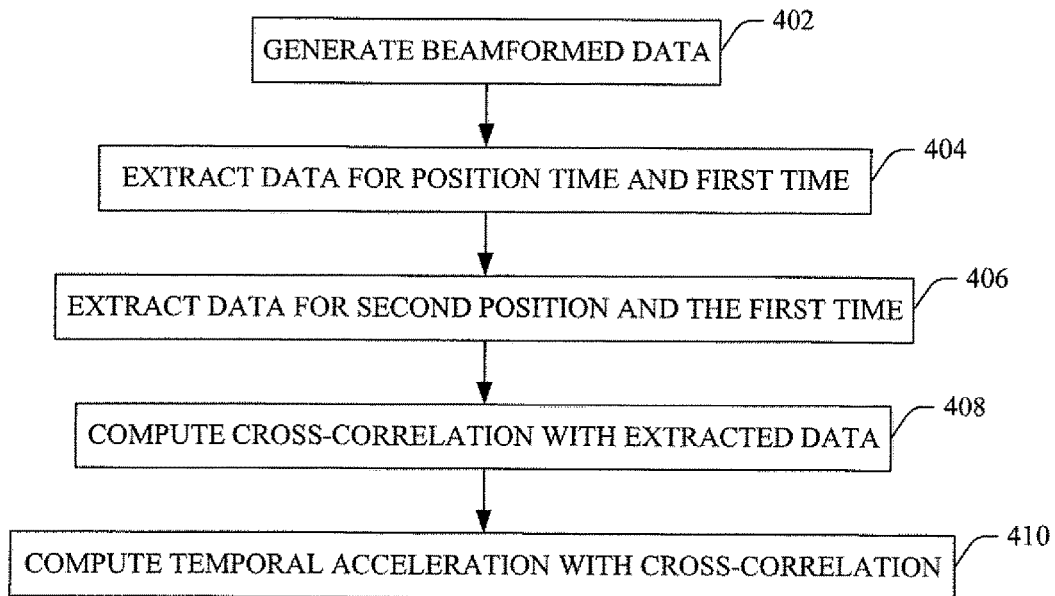 402
GENERATE BEAMFORMED DATA
404
EXTRACT DATA FOR POSITION TIME AND FIRST TIME
406
EXTRACT DATA FOR SECOND POSITION AND THE FIRST TIME
408
COMPUTE CROSS-CORRELATION WITH EXTRACTED DATA
410
COMPUTE TEMPORAL ACCELERATION WITH CROSS-CORRELATION